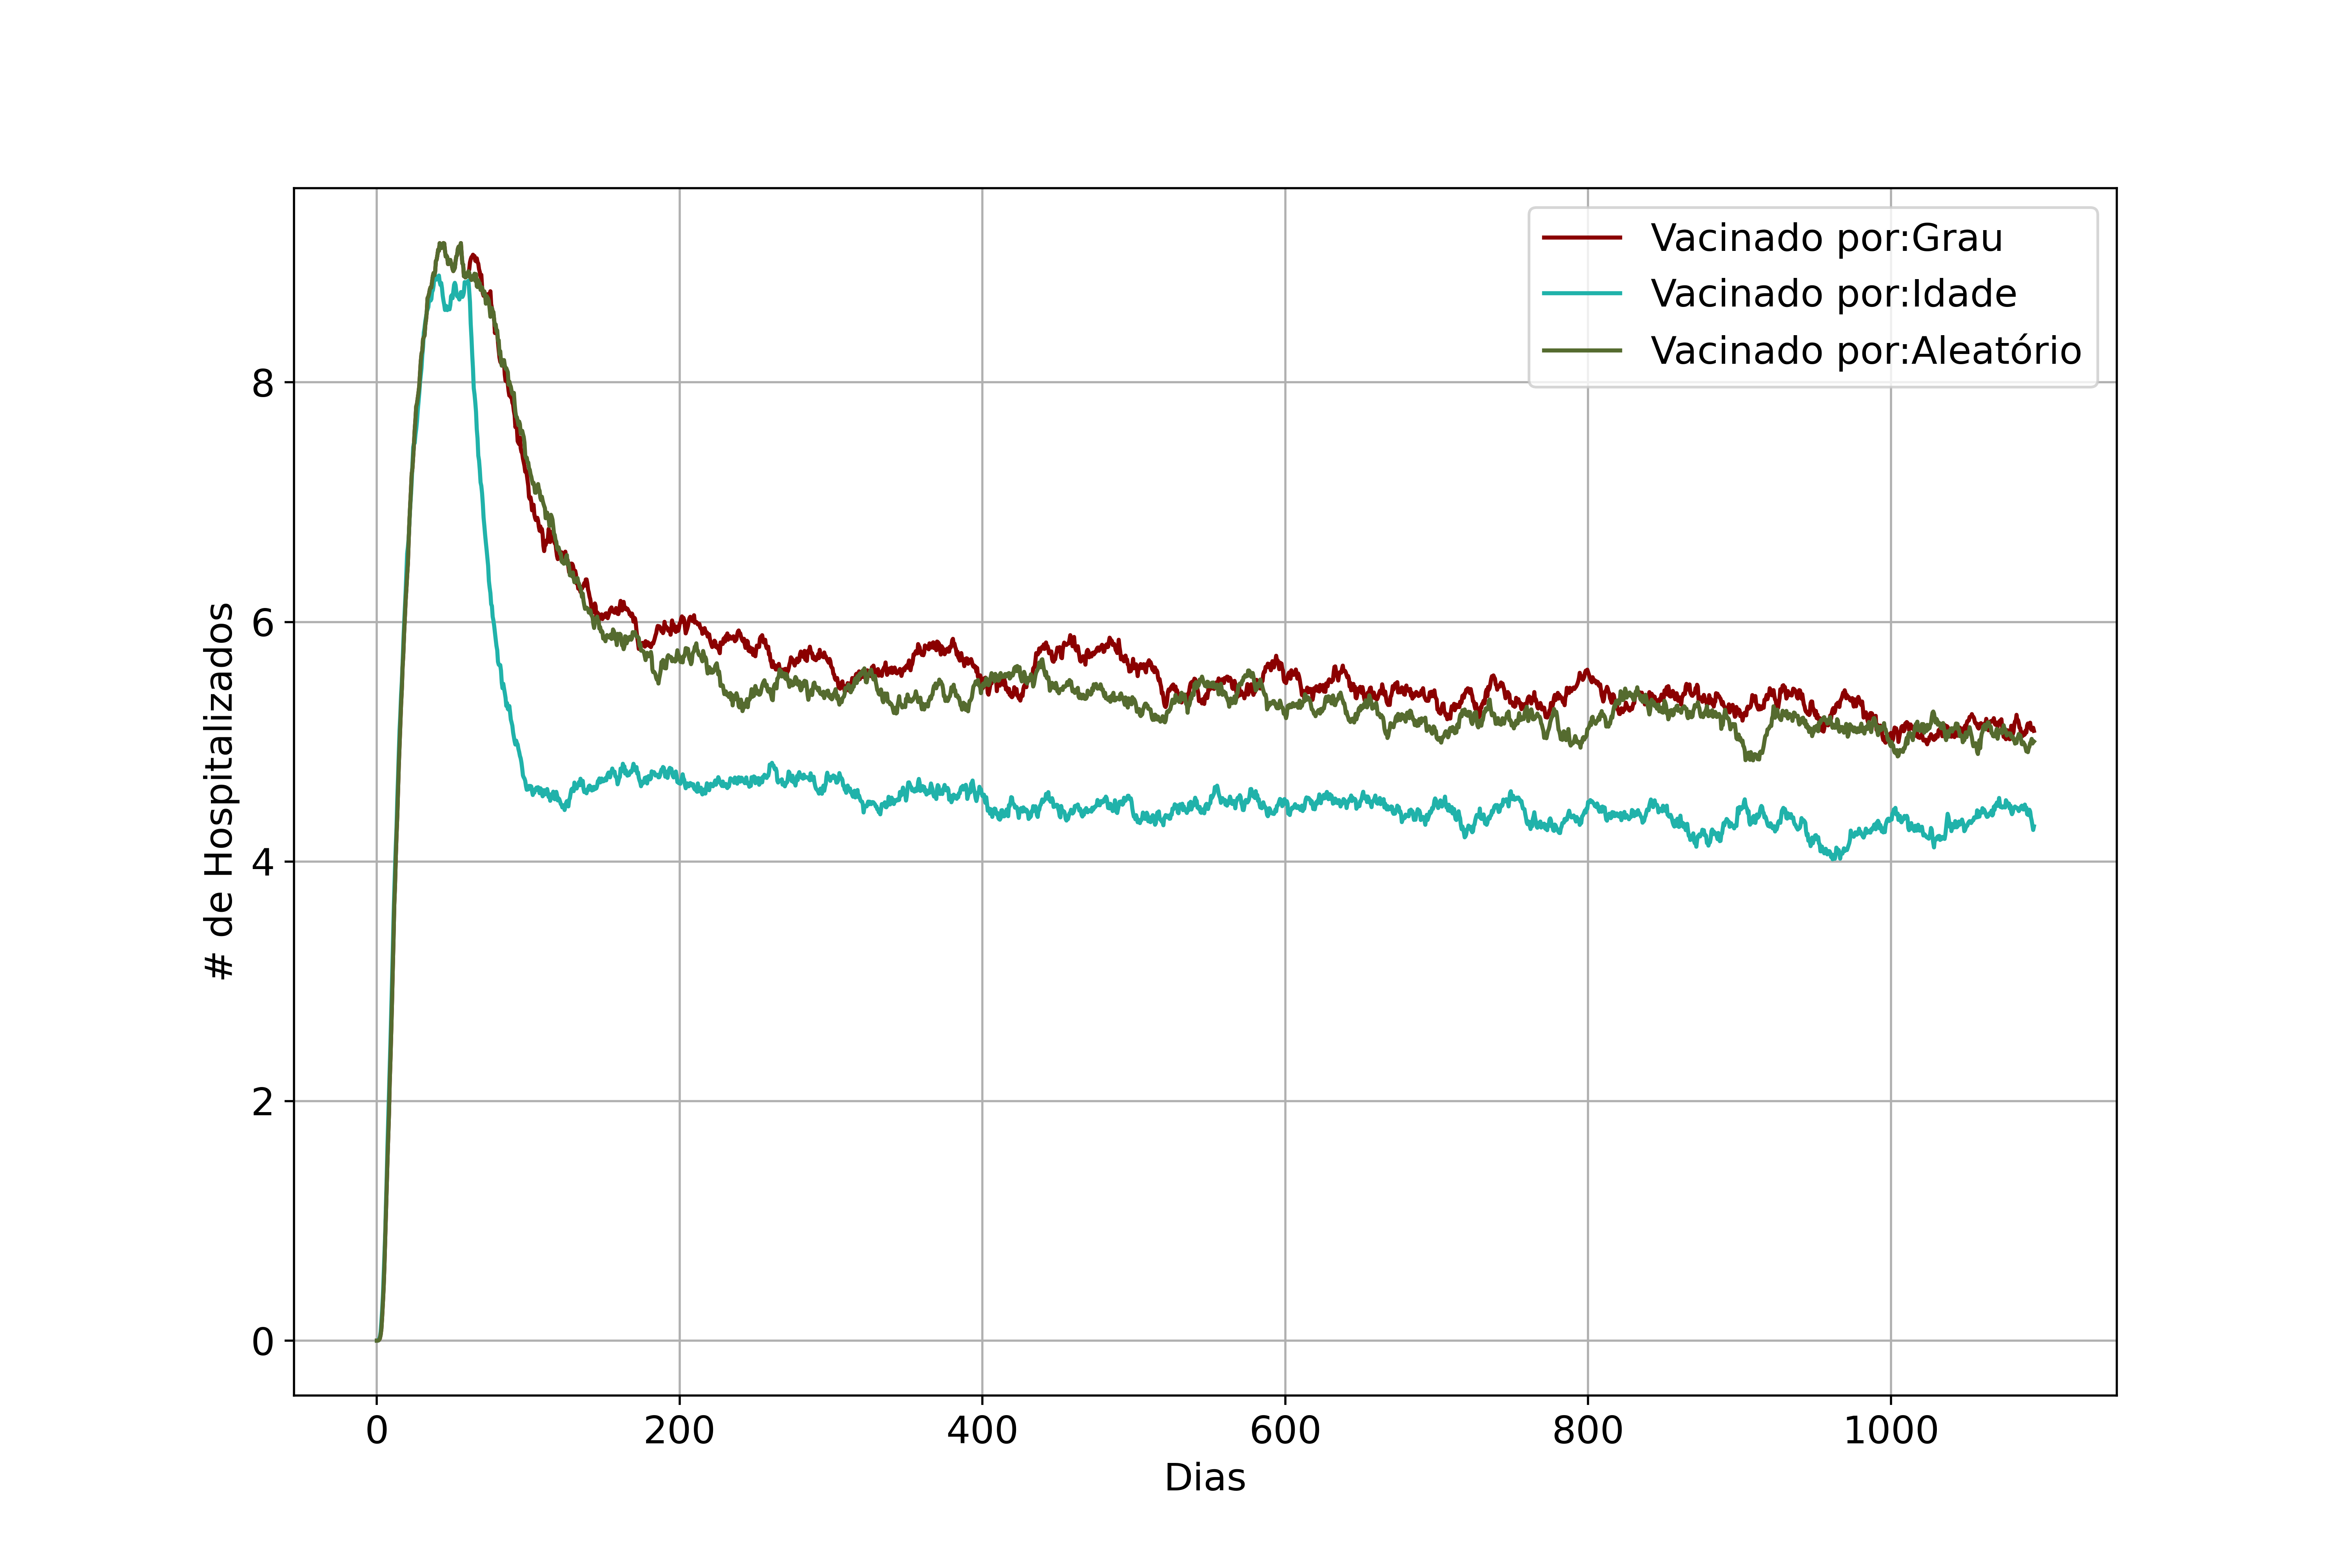 Vacinado por:Grau
Vacinado por:Idade
Vacinado por:Aleatório
# de Hospitalizados
8
6
4
2
0
0 200 400 600 800 1000
Dias